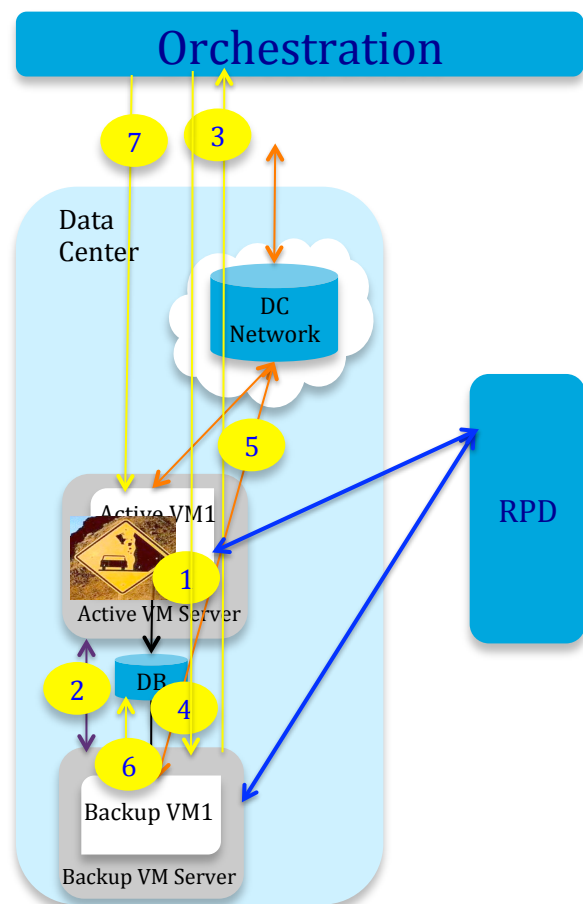 Orchestration
7
3
Data
Center
DC
Network
5
RPD
Active VM1
1
Active VM Server
2
DB
4
6
Backup VM1
Backup VM Server